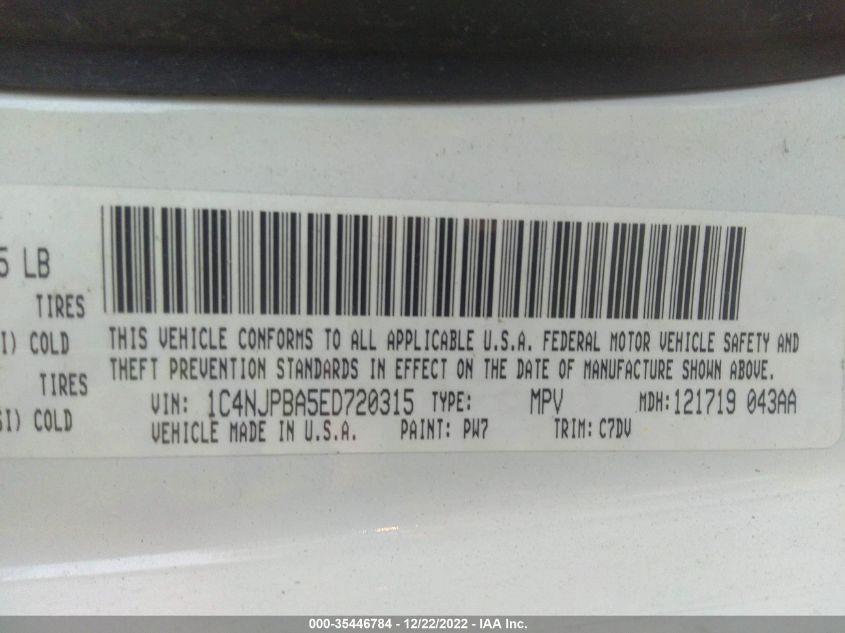 5 LB
TIRES
I) COLD
TIRES
SI) COLD
THIS VEHICLE CONFORMS TO ALL APPLICABLE U.S.A. FEDERAL MOTOR VEHICLE SAFETY AND
THEFT PREVENTION STANDARDS IN EFFECT ON THE DATE OF MANUFACTURE SHOWN ABOVE.
VIN: 1C4NJPBA5ED720315 TYPE: MPV MDH:121719 043AA
VEHICLE MADE IN U.S.A. PAINT: PW7 TRIM: C7DV
000-35446784 - 12/22/2022 - IAA Inc.